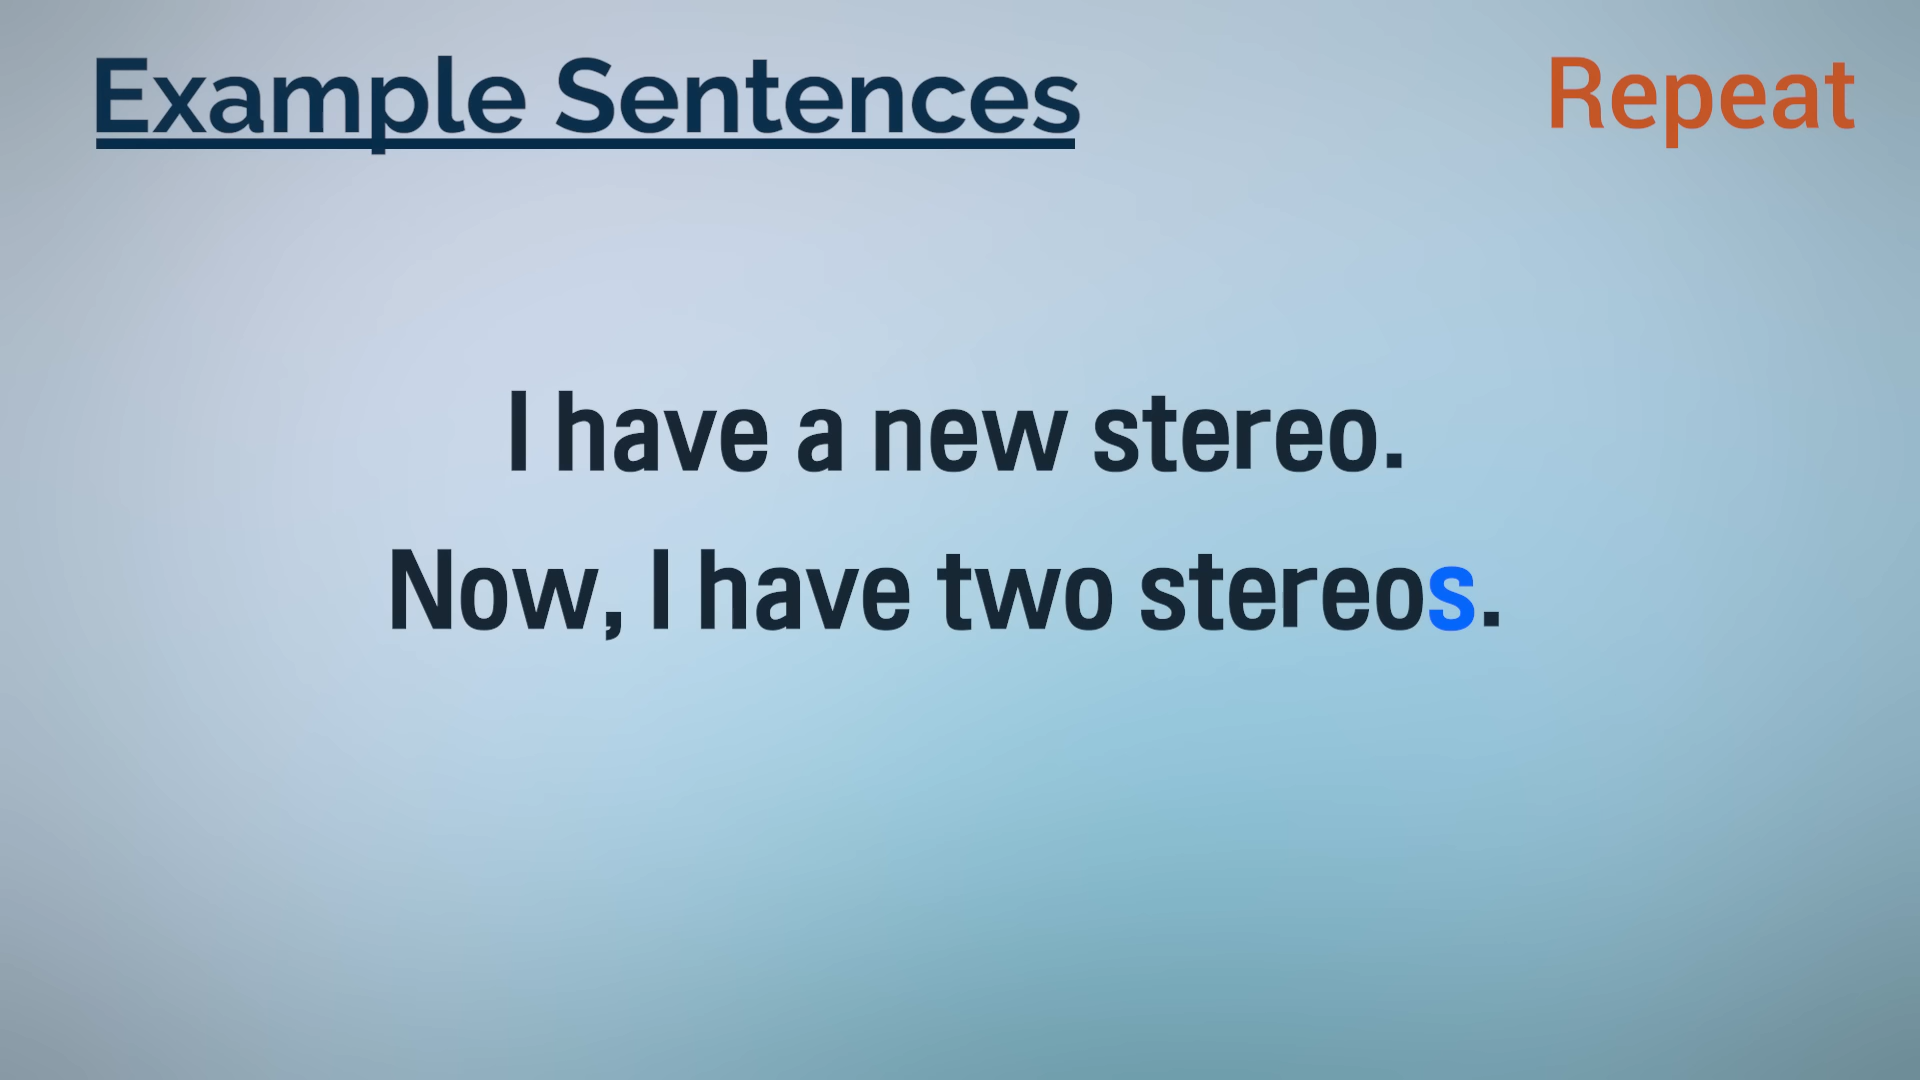 Example Sentences
Repeat
I have a new stereo.
Now, I have two stereos.